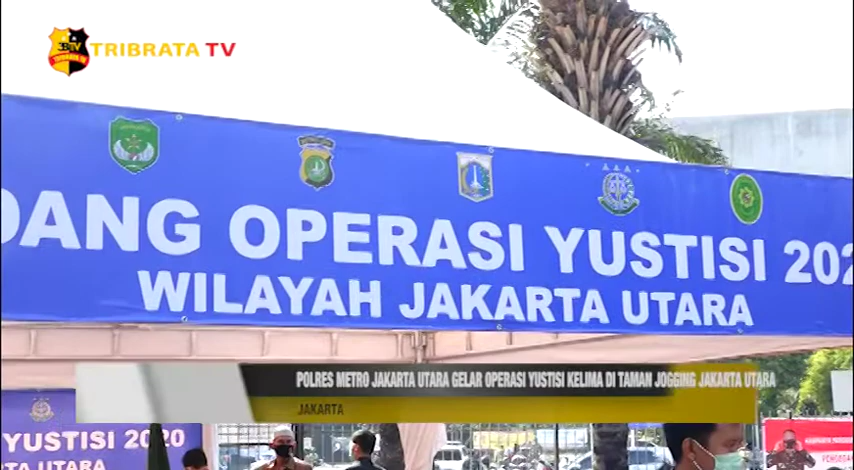 TRIBRATA TV
DANG OPERASI YUSTISI 202
WILAYAH JAKARTA UTARA
POLRES METRO JAKARTA UTARA GELAR OPERASI YUSTISI KELIMA DI TAMAN JOGGING JAKARTA UTARA
JAKARTA
YUSTISI 2020
TA UTARA